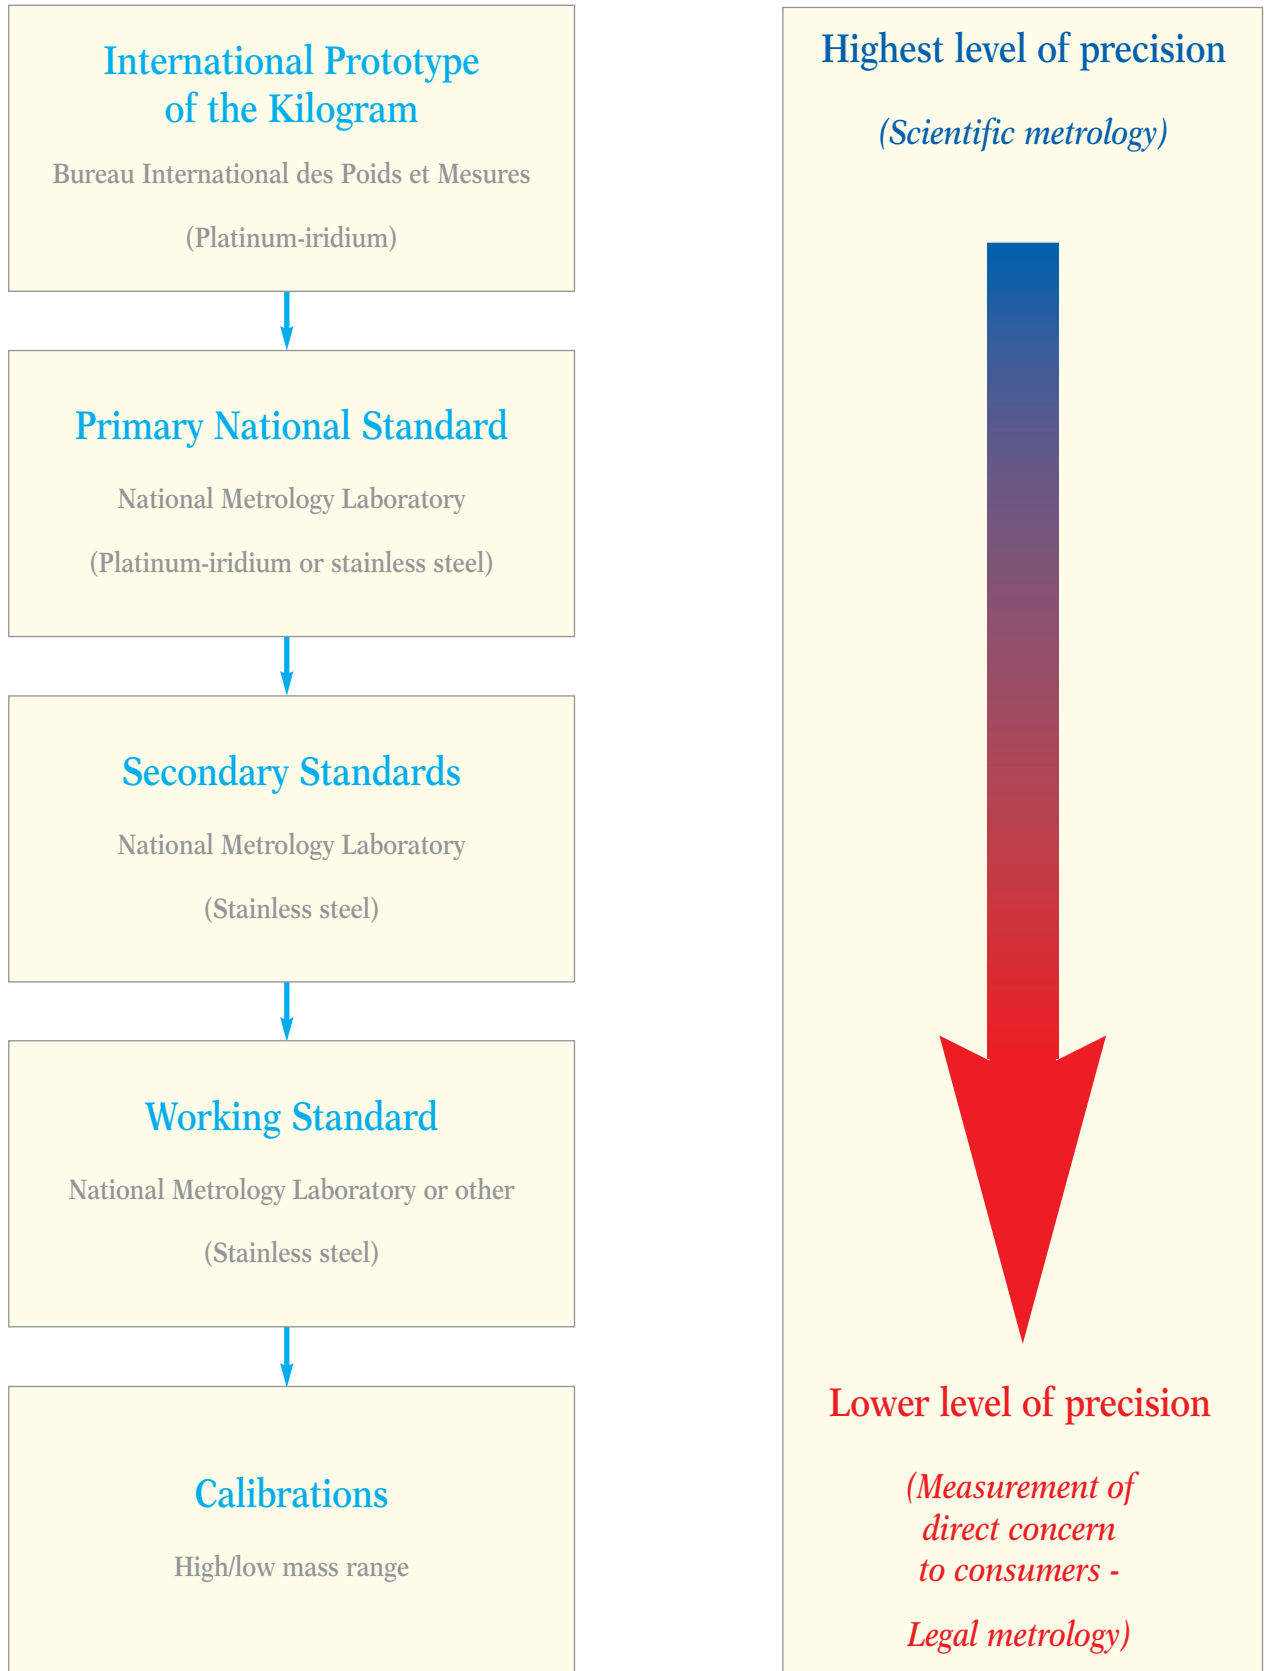 International Prototype
of the Kilogram
Bureau International des Poids et Mesures
(Platinum-iridium)
Primary National Standard
National Metrology Laboratory
(Platinum-iridium or stainless steel)
Secondary Standards
National Metrology Laboratory
(Stainless steel)
Working Standard
National Metrology Laboratory or other
(Stainless steel)
Calibrations
High/low mass range
Highest level of precision
(Scientific metrology)
Lower level of precision
(Measurement of
direct concern
to consumers -
Legal metrology)